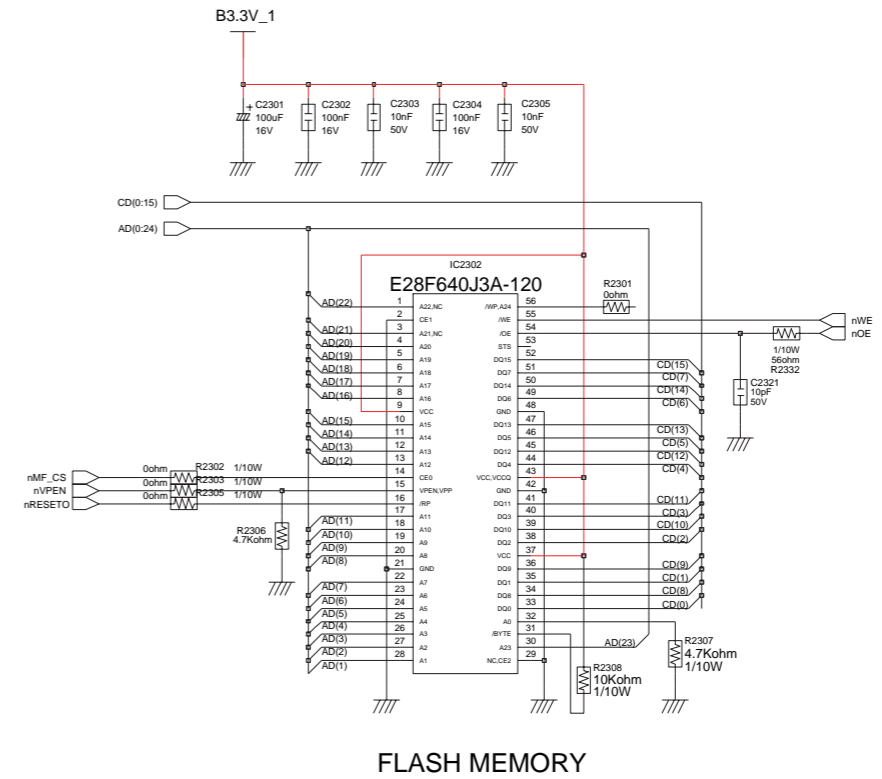 B3.3V_1
C2301
100uF
16V
C2302
100nF
16V
C2303
10nF
50V
C2304
100nF
16V
C2305
10nF
50V
CD(0:15)
AD(0:24)
IC2302
E28F640J3A-120
AD(22) 1 A22,NC /WP,A24 56
R2301
0ohm
2 CE1 /WE 55 nWE
AD(21) 3 A21,NC /OE 54 nOE
AD(20) 4 A20 STS 53
1/10W
56ohm
R2332
AD(19) 5 A19 DQ15 52 CD(15)
AD(18) 6 A18 DQ7 51 CD(7)
AD(17) 7 A17 DQ14 50 CD(14)
AD(16) 8 A16 DQ6 49 CD(6)
C2321
10pF
50V
9 VCC GND 48
AD(15) 10 A15 DQ13 47 CD(13)
AD(14) 11 A14 DQ5 46 CD(5)
AD(13) 12 A13 DQ12 45 CD(12)
AD(12) 13 A12 DQ4 44 CD(4)
nMF_CS 0ohm R2302 1/10W 14 CE0 VCC,VCCQ 43
nVPEN 0ohm R2303 1/10W 15 VPEN,VPP GND 42
nRESETO 0ohm R2305 1/10W 16 /RP DQ11 41 CD(11)
AD(11) 17 A11 DQ3 40 CD(3)
AD(10) 18 A10 DQ10 39 CD(10)
AD(9) 19 A9 DQ2 38 CD(2)
AD(8) 20 A8 VCC 37
R2306
4.7Kohm
21 GND DQ9 36 CD(9)
AD(7) 22 A7 DQ1 35 CD(1)
AD(6) 23 A6 DQ8 34 CD(8)
AD(5) 24 A5 DQ0 33 CD(0)
AD(4) 25 A4 A0 32
AD(3) 26 A3 /BYTE 31
AD(2) 27 A2 A23 30 AD(23)
AD(1) 28 A1 NC,CE2 29
R2307
4.7Kohm
1/10W
R2308
10Kohm
1/10W
FLASH MEMORY